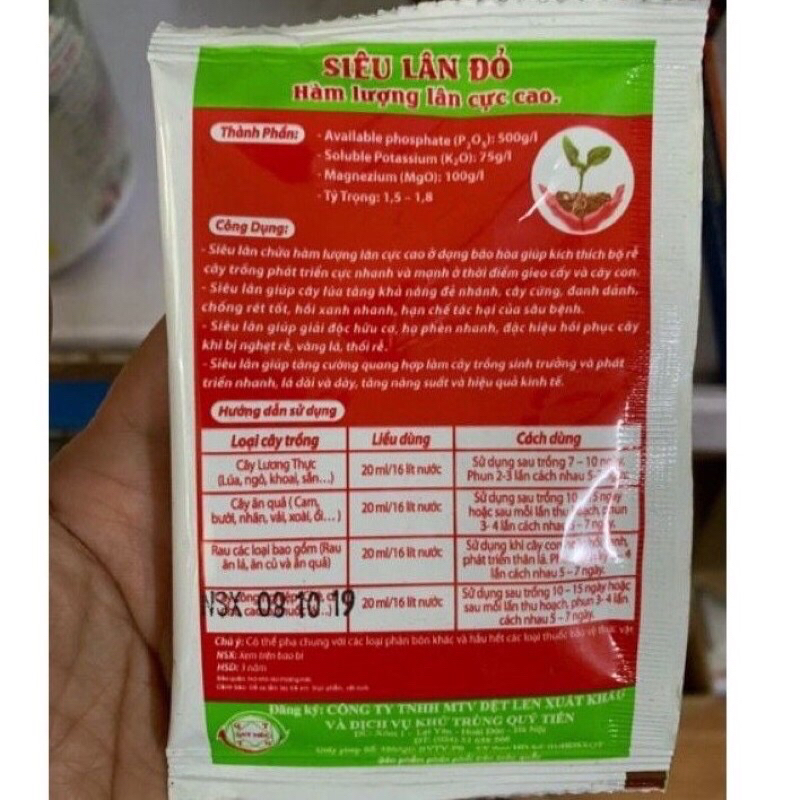 SIÊU LÂN ĐỎ
Hàm lượng lân cực cao.
Thành Phần:
- Available phosphate (P₂O₅): 500g/l
- Soluble Potassium (K₂O): 75g/l
- Magnezium (MgO): 100g/l
- Tỷ Trọng: 1,5 – 1,8
Công Dụng:
- Siêu lân chứa hàm lượng lân cực cao ở dạng bão hòa giúp kích thích bộ rễ
cây trồng phát triển cực nhanh và mạnh ở thời điểm gieo cấy và cây con.
- Siêu lân giúp cây lúa tăng khả năng đẻ nhánh, cây cứng, đanh dảnh,
chống rét tốt, hồi xanh nhanh, hạn chế tác hại của sâu bệnh.
- Siêu lân giúp giải độc hữu cơ, hạ phèn nhanh, đặc hiệu hồi phục cây
khi bị nghẹt rễ, vàng lá, thối rễ.
- Siêu lân giúp tăng cường quang hợp làm cây trồng sinh trưởng và phát
triển nhanh, lá dài và dày, tăng năng suất và hiệu quả kinh tế.
Hướng dẫn sử dụng
Loại cây trồng Liều dùng Cách dùng
Cây Lương Thực
(Lúa, ngô, khoai, sắn...) 20 ml/16 lít nước Sử dụng sau trồng 7 – 10 ngày.
Phun 2-3 lần cách nhau 5
Cây ăn quả (Cam,
bưởi, nhãn, vải, xoài, ổi...) 20 ml/16 lít nước Sử dụng sau trồng 10 - 15 ngày
hoặc sau mỗi lần thu hoạch, phun
3- 4 lần cách nhau 5 – 7 ngày.
Rau các loại bao gồm (Rau
ăn lá, ăn củ và ăn quả) 20 ml/16 lít nước Sử dụng khi cây con
phát triển thân lá. 4
lần cách nhau 5 – 7 ngày.
NSX 08 10 19 20 ml/16 lít nước Sử dụng sau trồng 10 – 15 ngày hoặc
sau mỗi lần thu hoạch, phun 3- 4 lần
cách nhau 5 – 7 ngày.
Chú ý: Có thể pha chung với các loại phân bón khác và hầu hết các loại thuốc bảo vệ thực vật
NSX: Xem trên bao bì
HSD: 3 năm
Đăng ký: CÔNG TY TNHH MTV DỆT LEN XUẤT KHẨU
VÀ DỊCH VỤ KHỬ TRÙNG QUÝ TIẾN
ĐC: Xóm 1 - Lại Yên - Hoài Đức - Hà Nội